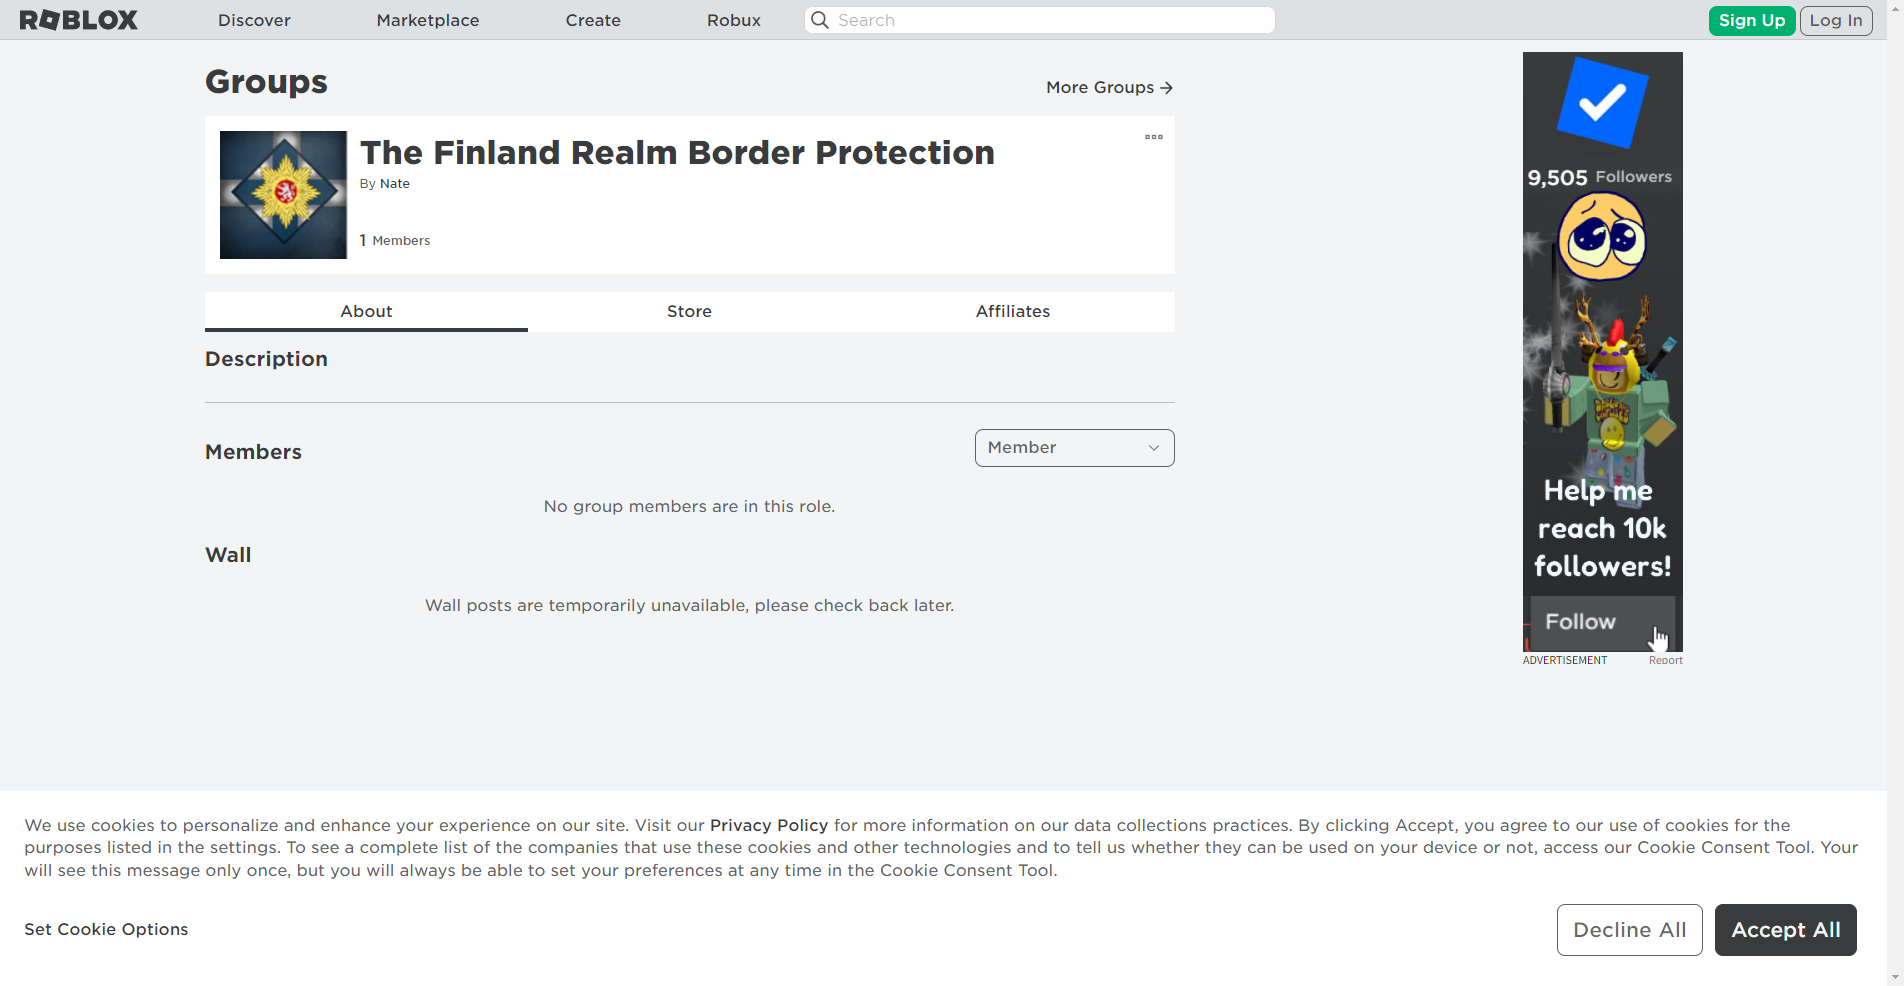 ROBLOX
Discover
Marketplace
Create
Robux
Search
Sign Up
Log In
Groups
More Groups
The Finland Realm Border Protection
By Nate
1 Members
About
Store
Affiliates
Description
Members
Member
No group members are in this role.
Wall
Wall posts are temporarily unavailable, please check back later.
9,505 Followers
Help me
reach 10k
followers!
Follow
ADVERTISEMENT
Report
We use cookies to personalize and enhance your experience on our site. Visit our Privacy Policy for more information on our data collections practices. By clicking Accept, you agree to our use of cookies for the
purposes listed in the settings. To see a complete list of the companies that use these cookies and other technologies and to tell us whether they can be used on your device or not, access our Cookie Consent Tool. Your
will see this message only once, but you will always be able to set your preferences at any time in the Cookie Consent Tool.
Set Cookie Options
Decline All
Accept All